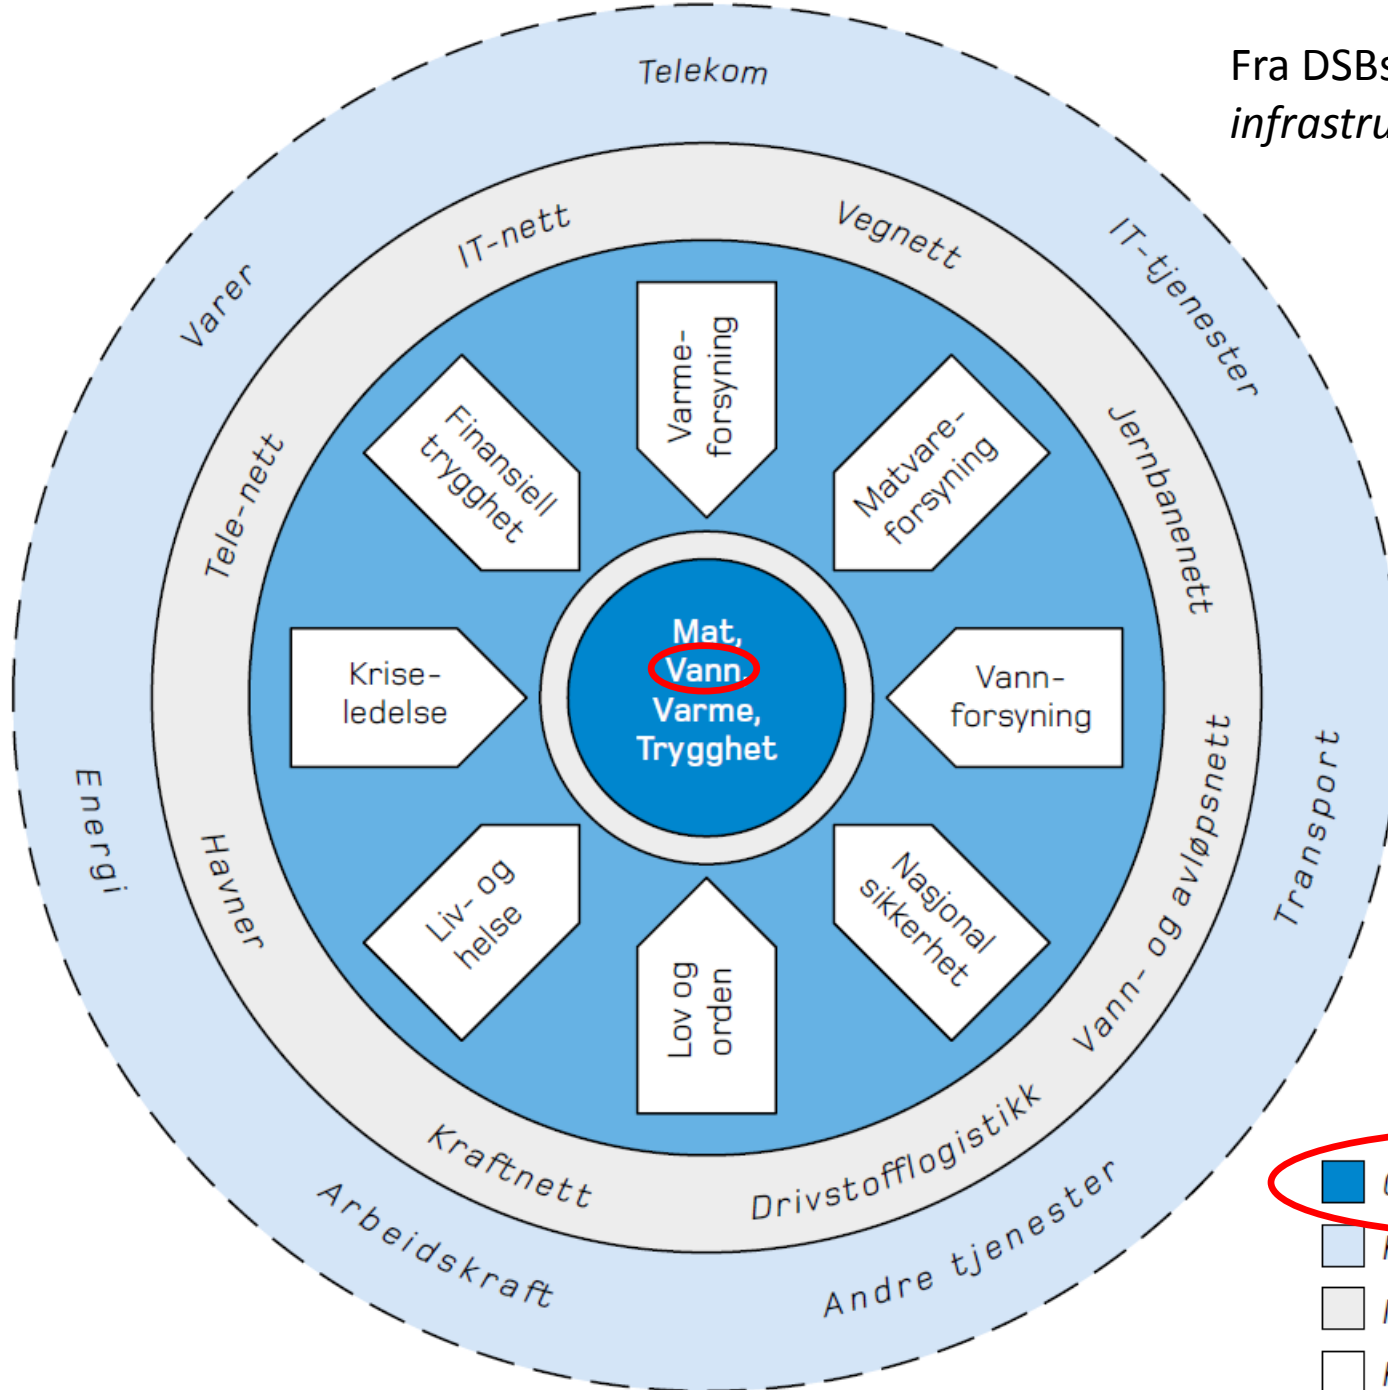 Fra DSBs
Telekom
IT-tjenester
Transport
Andre tjenester
Arbeidskraft
Energi
Varer
IT-nett
Vegnett
Jernbanenett
Vann- og avløpsnett
Drivstofflogistikk
Kraftnett
Havner
Tele-nett
Varme-
forsyning
Matvare-
forsyning
Vann-
forsyning
Nasjonal
sikkerhet
Lov og
orden
Liv- og
helse
Krise-
ledelse
Finansiell
trygghet
Mat,
Vann,
Varme,
Trygghet